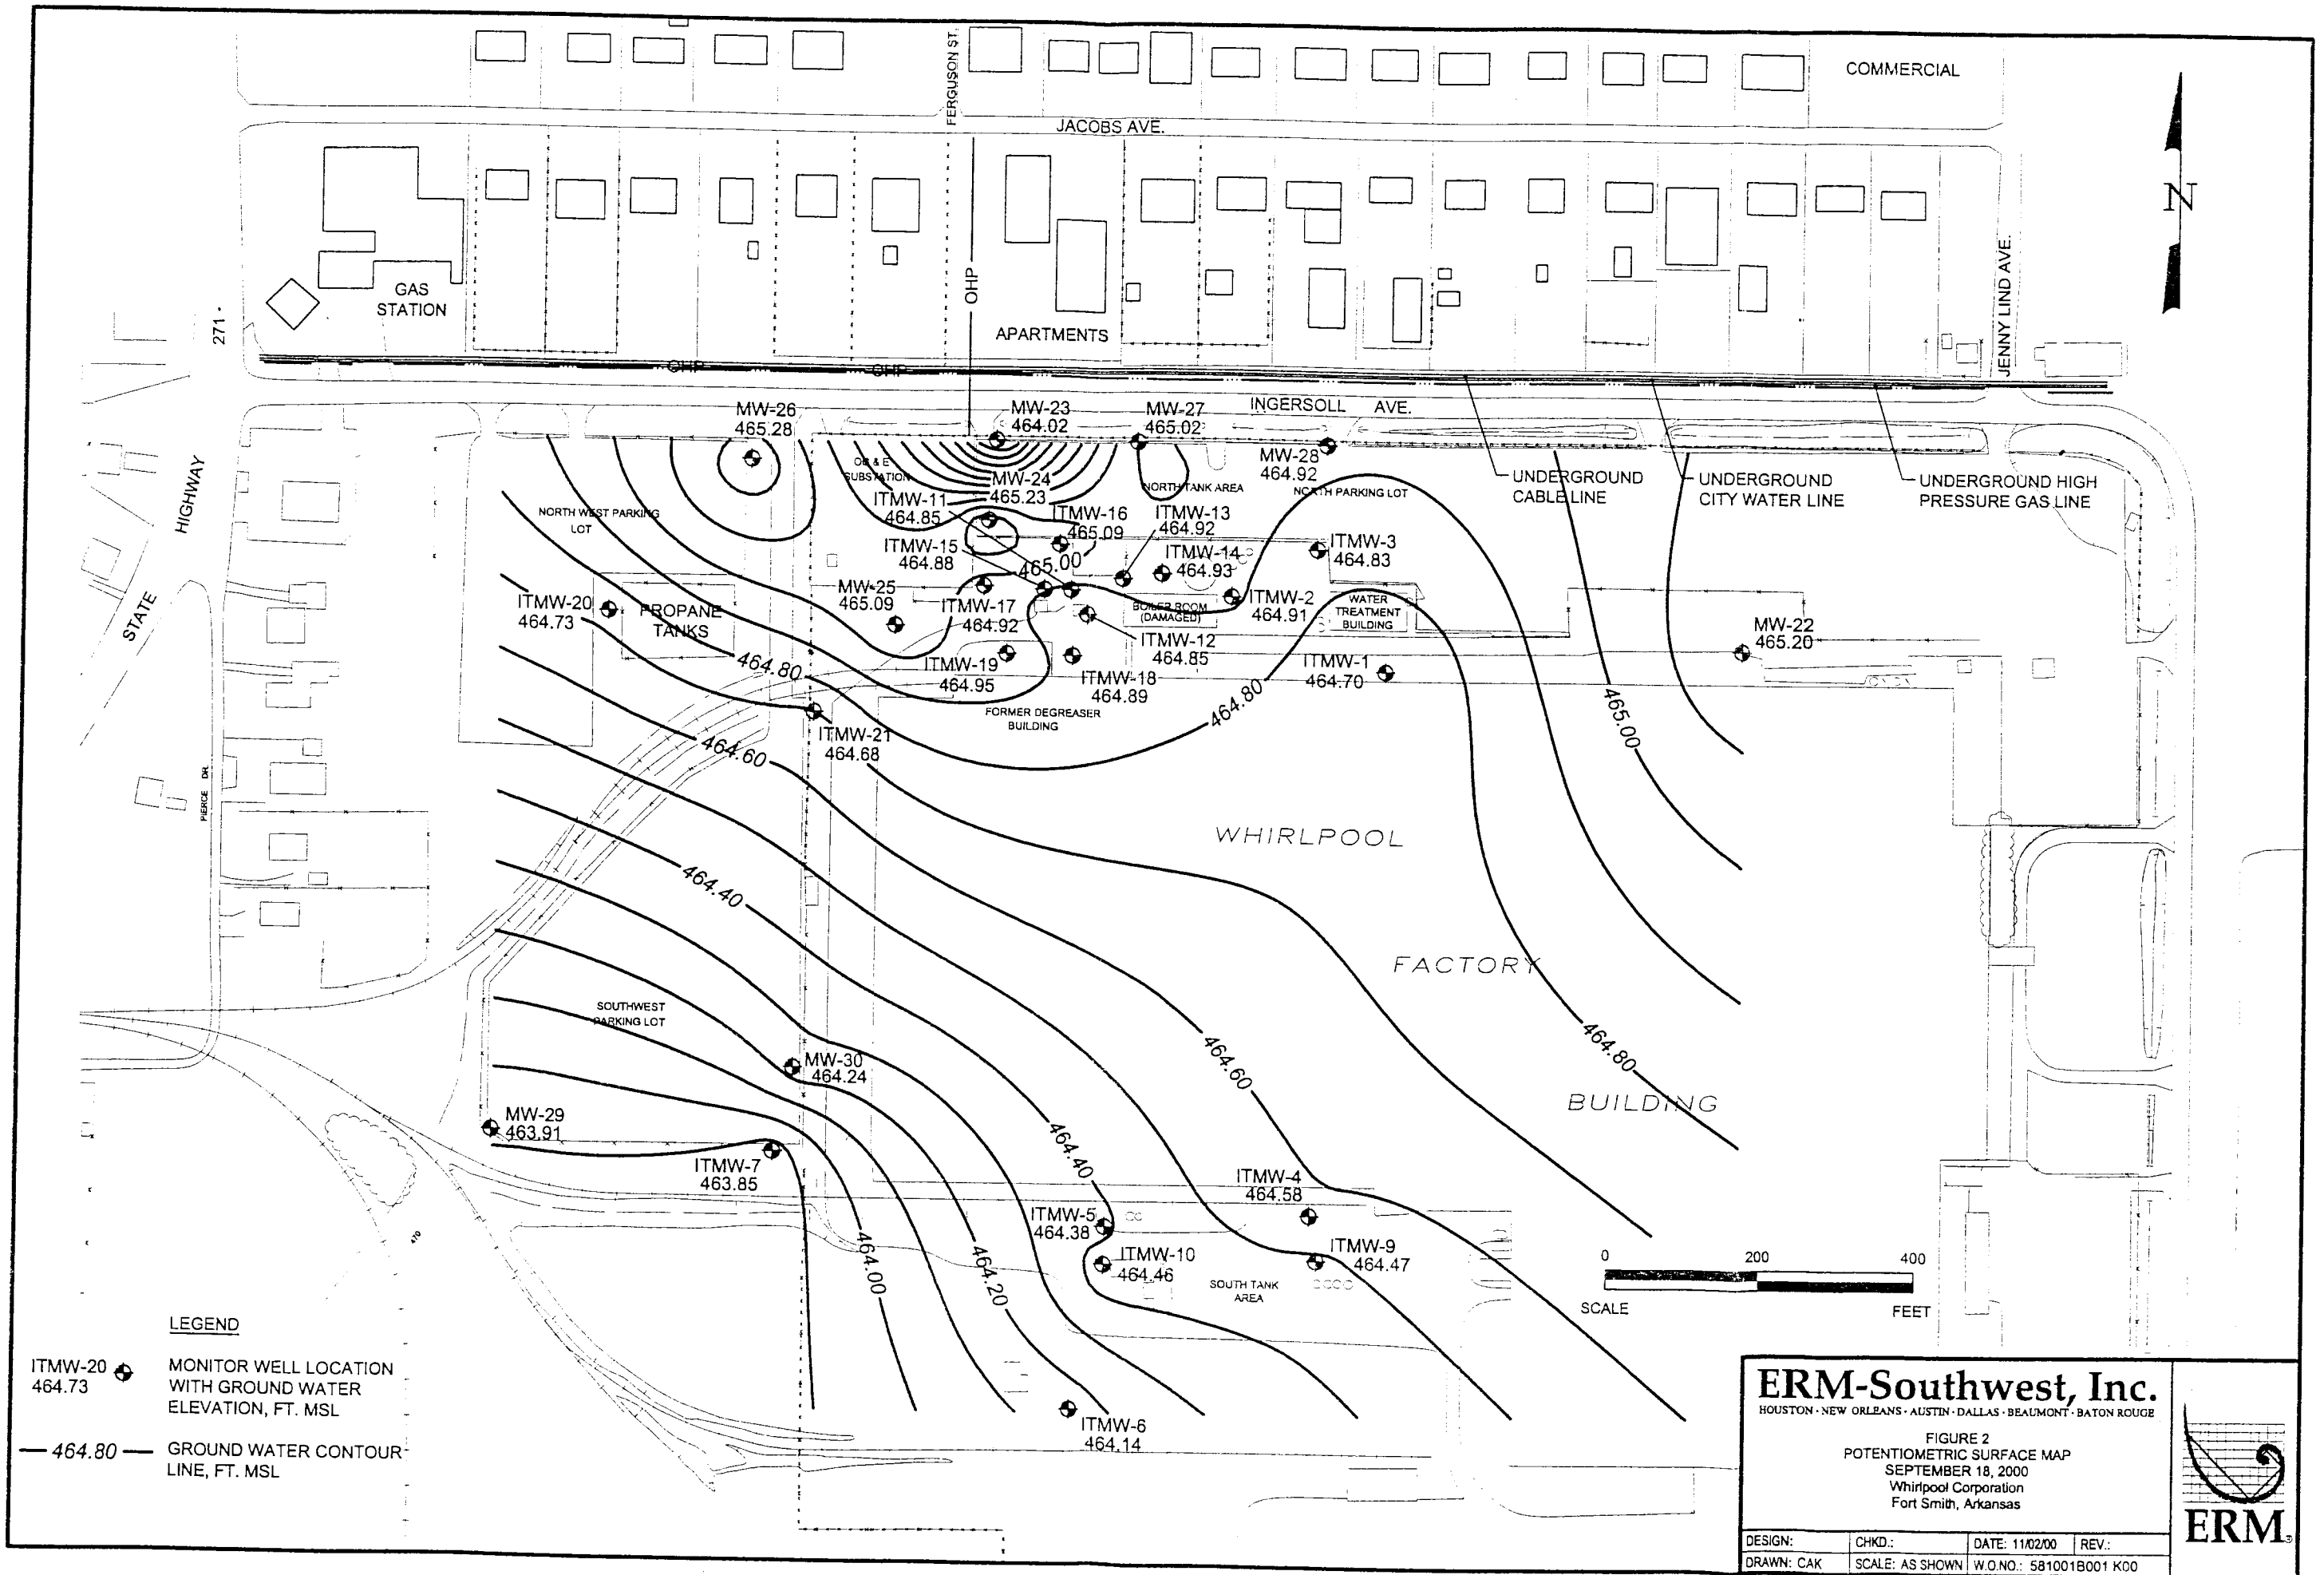 COMMERCIAL
FERGUSON ST.
JACOBS AVE.
N
GAS
STATION
OHP
APARTMENTS
271
JENNY LIND AVE.
OHP
OHP
INGERSOLL AVE.
MW-26
465.28
MW-23
464.02
MW-27
465.02
MW-28
464.92
UNDERGROUND
CABLE LINE
UNDERGROUND
CITY WATER LINE
UNDERGROUND HIGH
PRESSURE GAS LINE
STATE HIGHWAY
SUBSTATION
MW-24
465.23
NORTH TANK AREA
NORTH PARKING LOT
NORTH WEST PARKING
LOT
ITMW-11
464.85
ITMW-16
465.09
ITMW-13
464.92
ITMW-15
464.88
465.00
ITMW-14
464.93
ITMW-3
464.83
ITMW-20
464.73
PROPANE
TANKS
MW-25
465.09
ITMW-17
464.92
BOILER ROOM
(DAMAGED)
ITMW-2
464.91
WATER
TREATMENT
BUILDING
ITMW-12
464.85
MW-22
465.20
464.80
ITMW-19
464.95
ITMW-18
464.89
ITMW-1
464.70
464.80
465.00
FORMER DEGREASER
BUILDING
ITMW-21
464.68
464.60
PIERCE DR.
WHIRLPOOL
464.40
FACTORY
SOUTHWEST
PARKING LOT
464.60
464.80
MW-30
464.24
BUILDING
MW-29
463.91
464.40
ITMW-7
463.85
ITMW-4
464.58
ITMW-5
464.38
ITMW-10
464.46
ITMW-9
464.47
470
464.00
464.20
SOUTH TANK
AREA
0 200 400
SCALE FEET
ITMW-6
464.14
LEGEND
ITMW-20
464.73
MONITOR WELL LOCATION
WITH GROUND WATER
ELEVATION, FT. MSL
464.80
GROUND WATER CONTOUR
LINE, FT. MSL
ERM-Southwest, Inc.
HOUSTON · NEW ORLEANS · AUSTIN · DALLAS · BEAUMONT · BATON ROUGE
FIGURE 2
POTENTIOMETRIC SURFACE MAP
SEPTEMBER 18, 2000
Whirlpool Corporation
Fort Smith, Arkansas
ERM®
DESIGN: CHKD.: DATE: 11/02/00 REV.:
DRAWN: CAK SCALE: AS SHOWN W.O.NO.: 581001B001 K00